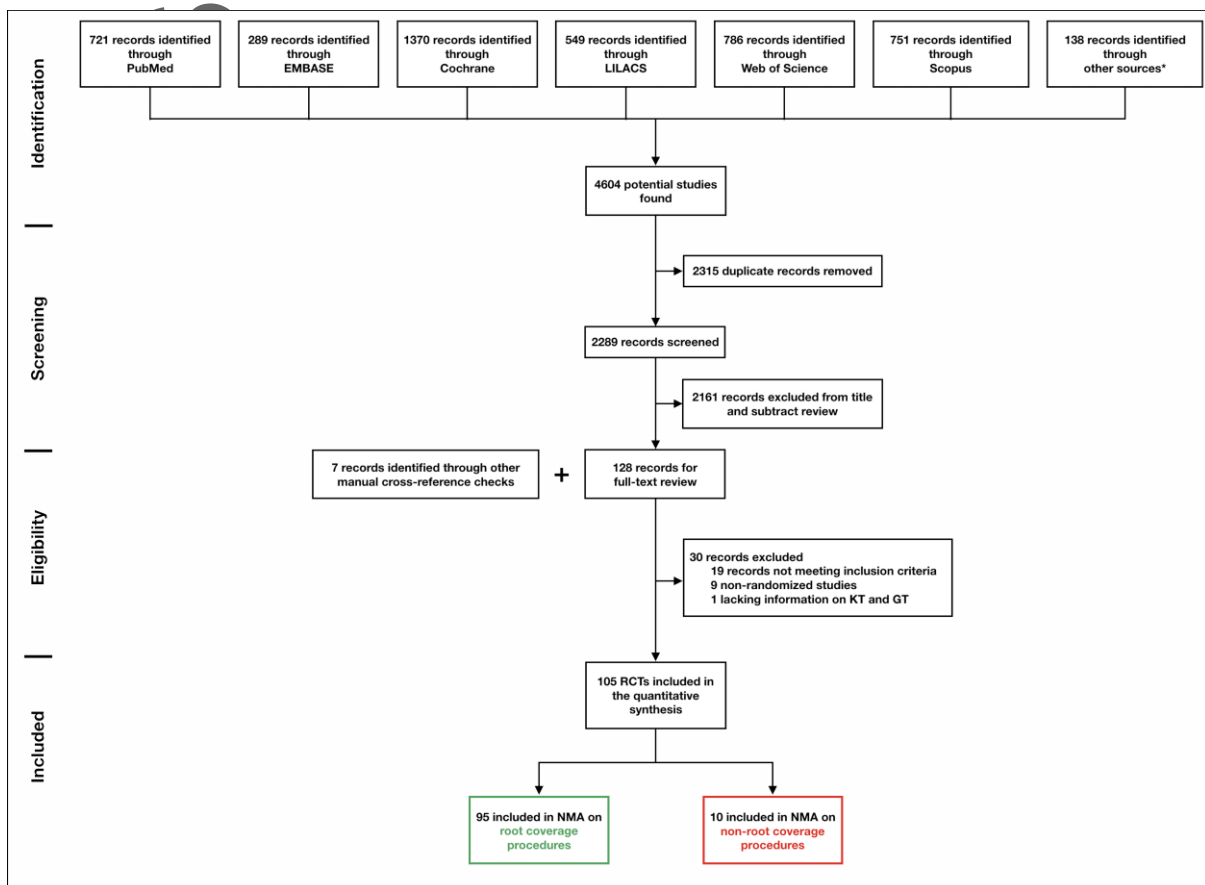 721 records identified
through
PubMed
289 records identified
through
EMBASE
1370 records identified
through
Cochrane
549 records identified
through
LILACS
786 records identified
through
Web of Science
751 records identified
through
Scopus
138 records identified
through
other sources*
Identification
4604 potential studies
found
Screening
2315 duplicate records removed
2289 records screened
2161 records excluded from title
and subtract review
Eligibility
7 records identified through other
manual cross-reference checks
+
128 records for
full-text review
30 records excluded
19 records not meeting inclusion criteria
9 non-randomized studies
1 lacking information on KT and GT
Included
105 RCTs included in
the quantitative
synthesis
95 included in NMA on
root coverage
procedures
10 included in NMA on
non-root coverage
procedures